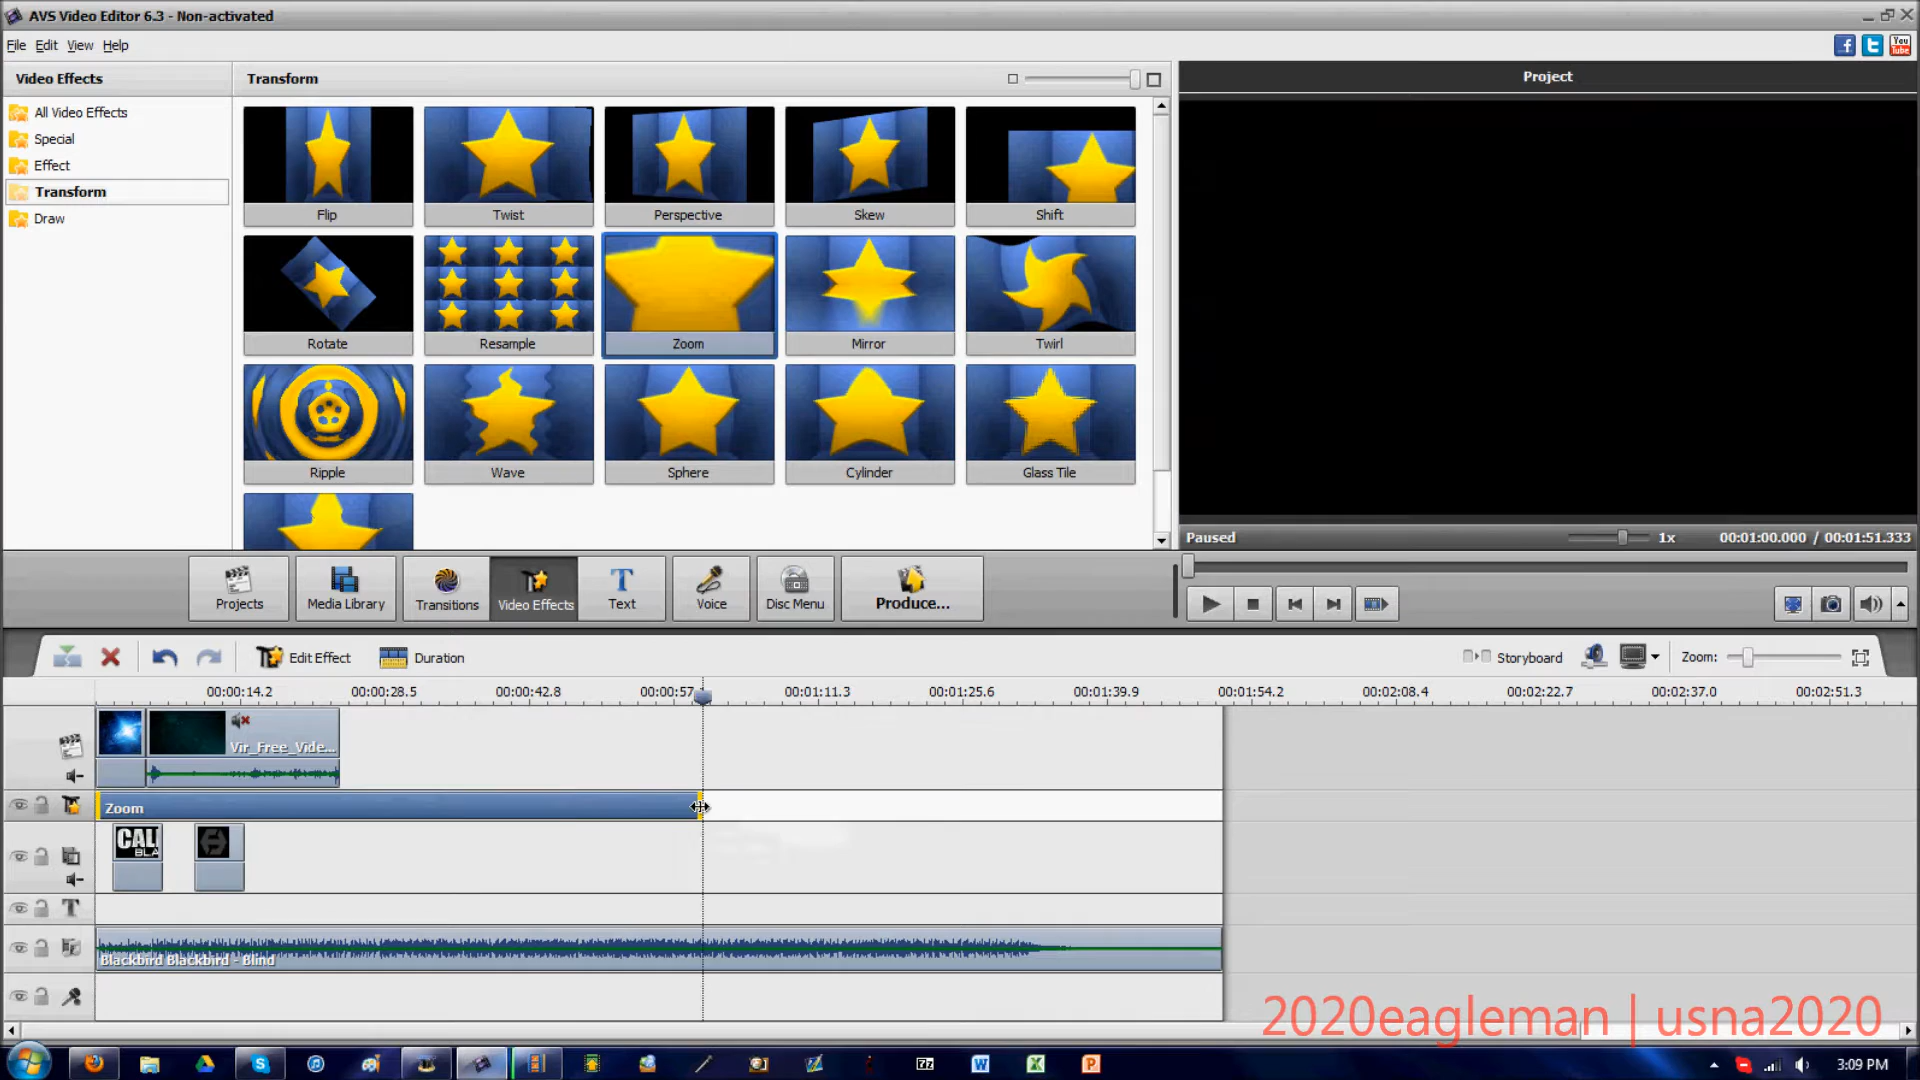 AVS Video Editor 6.3 - Non-activated
File Edit View Help
You Tube
Video Effects
Transform
Project
All Video Effects
Special
Effect
Transform
Draw
Flip
Twist
Perspective
Skew
Shift
Rotate
Resample
Zoom
Mirror
Twirl
Ripple
Wave
Sphere
Cylinder
Glass Tile
Paused
1x
00:01:00.000 / 00:01:51.333
Projects
Media Library
Transitions
Video Effects
Text
Voice
Disc Menu
Produce...
Edit Effect
Duration
Storyboard
Zoom:
00:00:14.2 00:00:28.5 00:00:42.8 00:00:57 00:01:11.3 00:01:25.6 00:01:39.9 00:01:54.2 00:02:08.4 00:02:22.7 00:02:37.0 00:02:51.3
Vir_Free_Vide...
Zoom
CALI
BLA
Blackbird Blackbird - Blind
2020eagleman | usna2020
3:09 PM